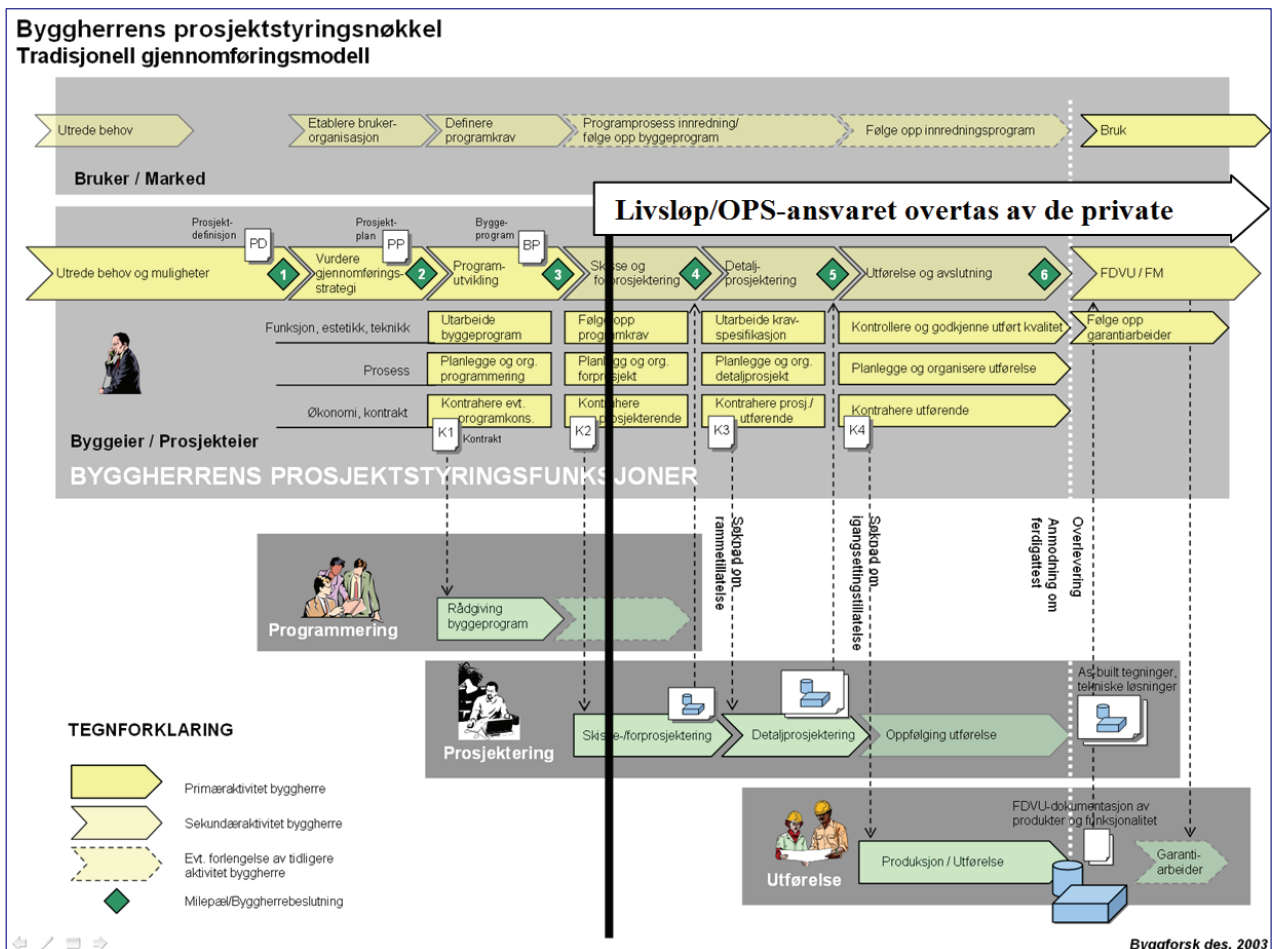 Byggherrens prosjektstyringsnøkkel
Tradisjonell gjennomføringsmodell
Utrede behov
Etablere bruker-
organisasjon
Definere
programkrav
Programprosess innredning/
følge opp byggeprogram
Følge opp innredningsprogram
Bruk
Bruker / Marked
Livsløp/OPS-ansvaret overtas av de private
Prosjekt-
definisjon
PD
Prosjekt-
plan
PP
Bygge-
program
BP
Utrede behov og muligheter
1
Vurdere
gjennomførings-
strategi
2
Program-
utvikling
3
Skisse og
forprosjektering
4
Detalj-
prosjektering
5
Utførelse og avslutning
6
FDVU / FM
Funksjon, estetikk, teknikk
Utarbeide
byggeprogram
Følge opp
programkrav
Utarbeide krav-
spesifikasjon
Kontrollere og godkjenne utført kvalitet
Følge opp
garantiarbeider
Prosess
Planlegge og org.
programmering
Planlegg og org.
forprosjekt
Planlegge og org.
detaljprosjekt
Planlegge og organisere utførelse
Økonomi, kontrakt
Kontrahere evt.
programkons.
Kontrahere
prosjekterende
Kontrahere prosj./
utførende
Kontrahere utførende
K1
Kontrakt
K2
K3
K4
Byggeier / Prosjekteier
BYGGHERRENS PROSJEKTSTYRINGSFUNKSJONER
Søknad om
rammetillatelse
Søknad om
igangsettingstillatelse
Overlevering
Anmodning om
ferdigattest
Programmering
Rådgiving
byggeprogram
Prosjektering
Skisse-/forprosjektering
Detaljprosjektering
Oppfølging utførelse
As-built tegninger,
tekniske løsninger
TEGNFORKLARING
Primæraktivitet byggherre
Sekundæraktivitet byggherre
Evt. forlengelse av tidligere
aktivitet byggherre
Milepæl/Byggherrebeslutning
Utførelse
Produksjon / Utførelse
FDVU-dokumentasjon av
produkter og funksjonalitet
Garanti-
arbeider
Byggforsk des. 2003